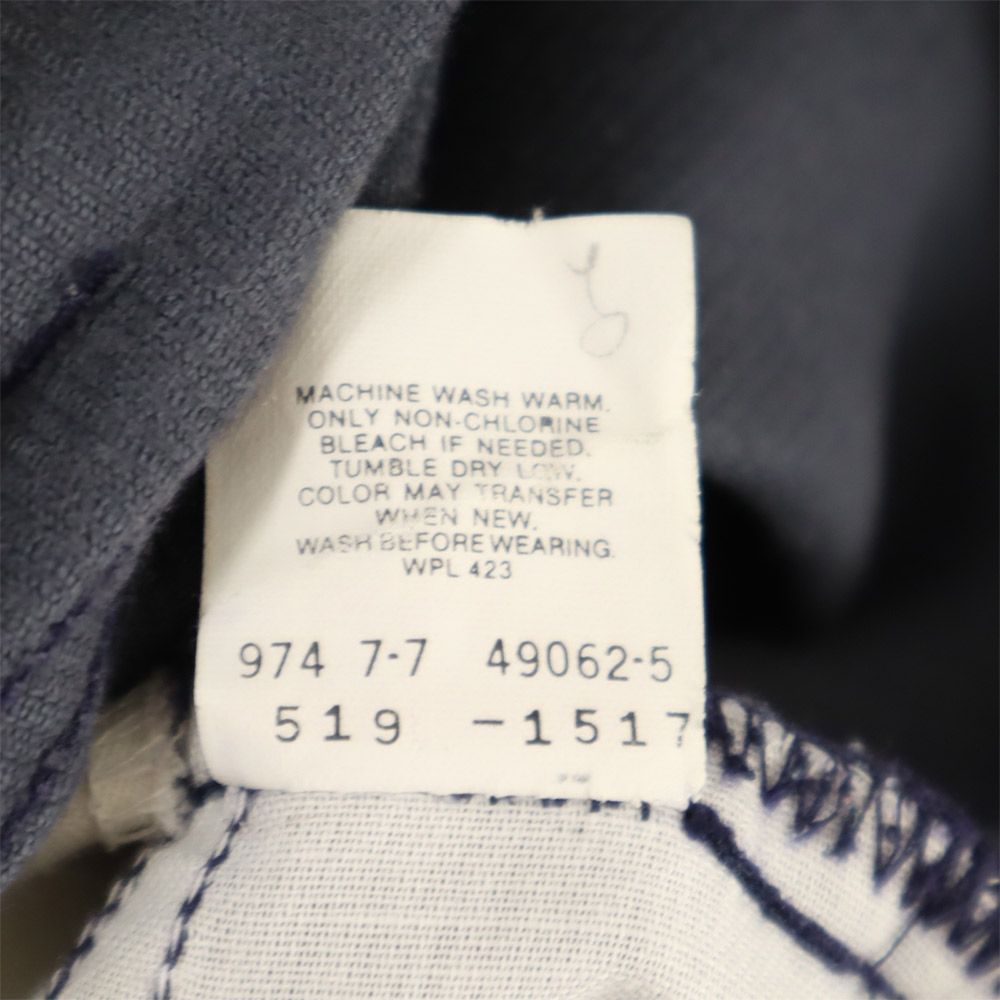 MACHINE WASH WARM.
ONLY NON-CHLORINE
BLEACH IF NEEDED.
TUMBLE DRY LOW.
COLOR MAY TRANSFER
WHEN NEW.
WASH BEFORE WEARING.
WPL 423
974 7-7 49062-5
519 -1517